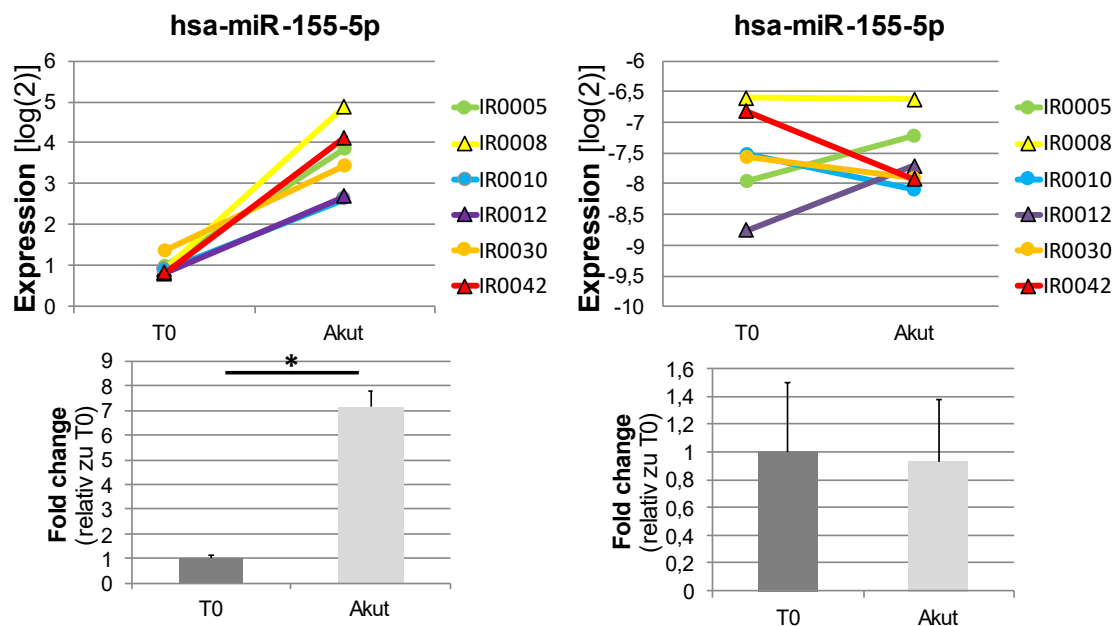 hsa-miR-155-5p
Expression [log(2)]
6
5
4
3
2
1
0
T0
Akut
IR0005
IR0008
IR0010
IR0012
IR0030
IR0042
hsa-miR-155-5p
Expression [log(2)]
-6
-6,5
-7
-7,5
-8
-8,5
-9
-9,5
-10
T0
Akut
IR0005
IR0008
IR0010
IR0012
IR0030
IR0042
Fold change
(relativ zu T0)
9
8
7
6
5
4
3
2
1
0
*
T0
Akut
Fold change
(relativ zu T0)
1,6
1,4
1,2
1
0,8
0,6
0,4
0,2
0
T0
Akut